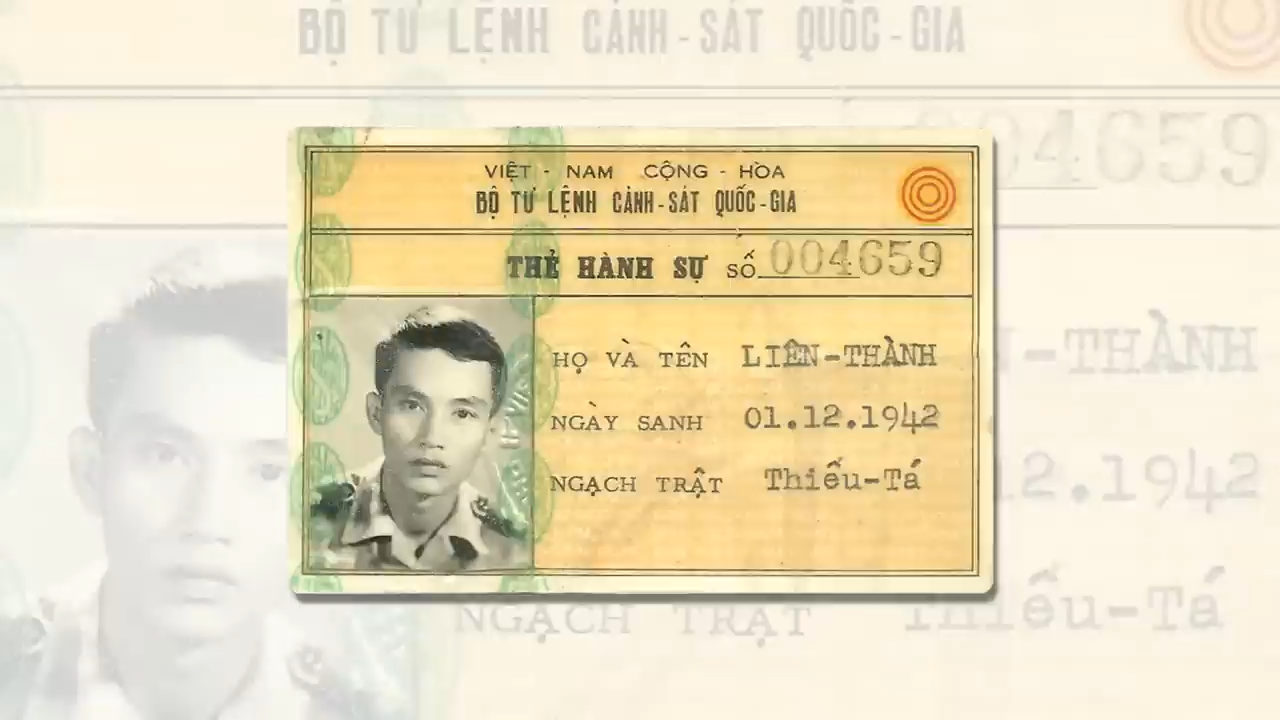 BỘ TƯ LỆNH CẢNH-SÁT QUỐC-GIA
VIỆT - NAM CỘNG - HÒA
BỘ TƯ LỆNH CẢNH-SÁT QUỐC-GIA
THẺ HÀNH SỰ SỐ 004659
HỌ VÀ TÊN LIÊN-THÀNH
NGÀY SANH 01.12.1942
NGẠCH TRẬT Thiếu-Tá
04659
-THÀNH
12.1942
NGẠCH TRẬT Thiếu-Tá